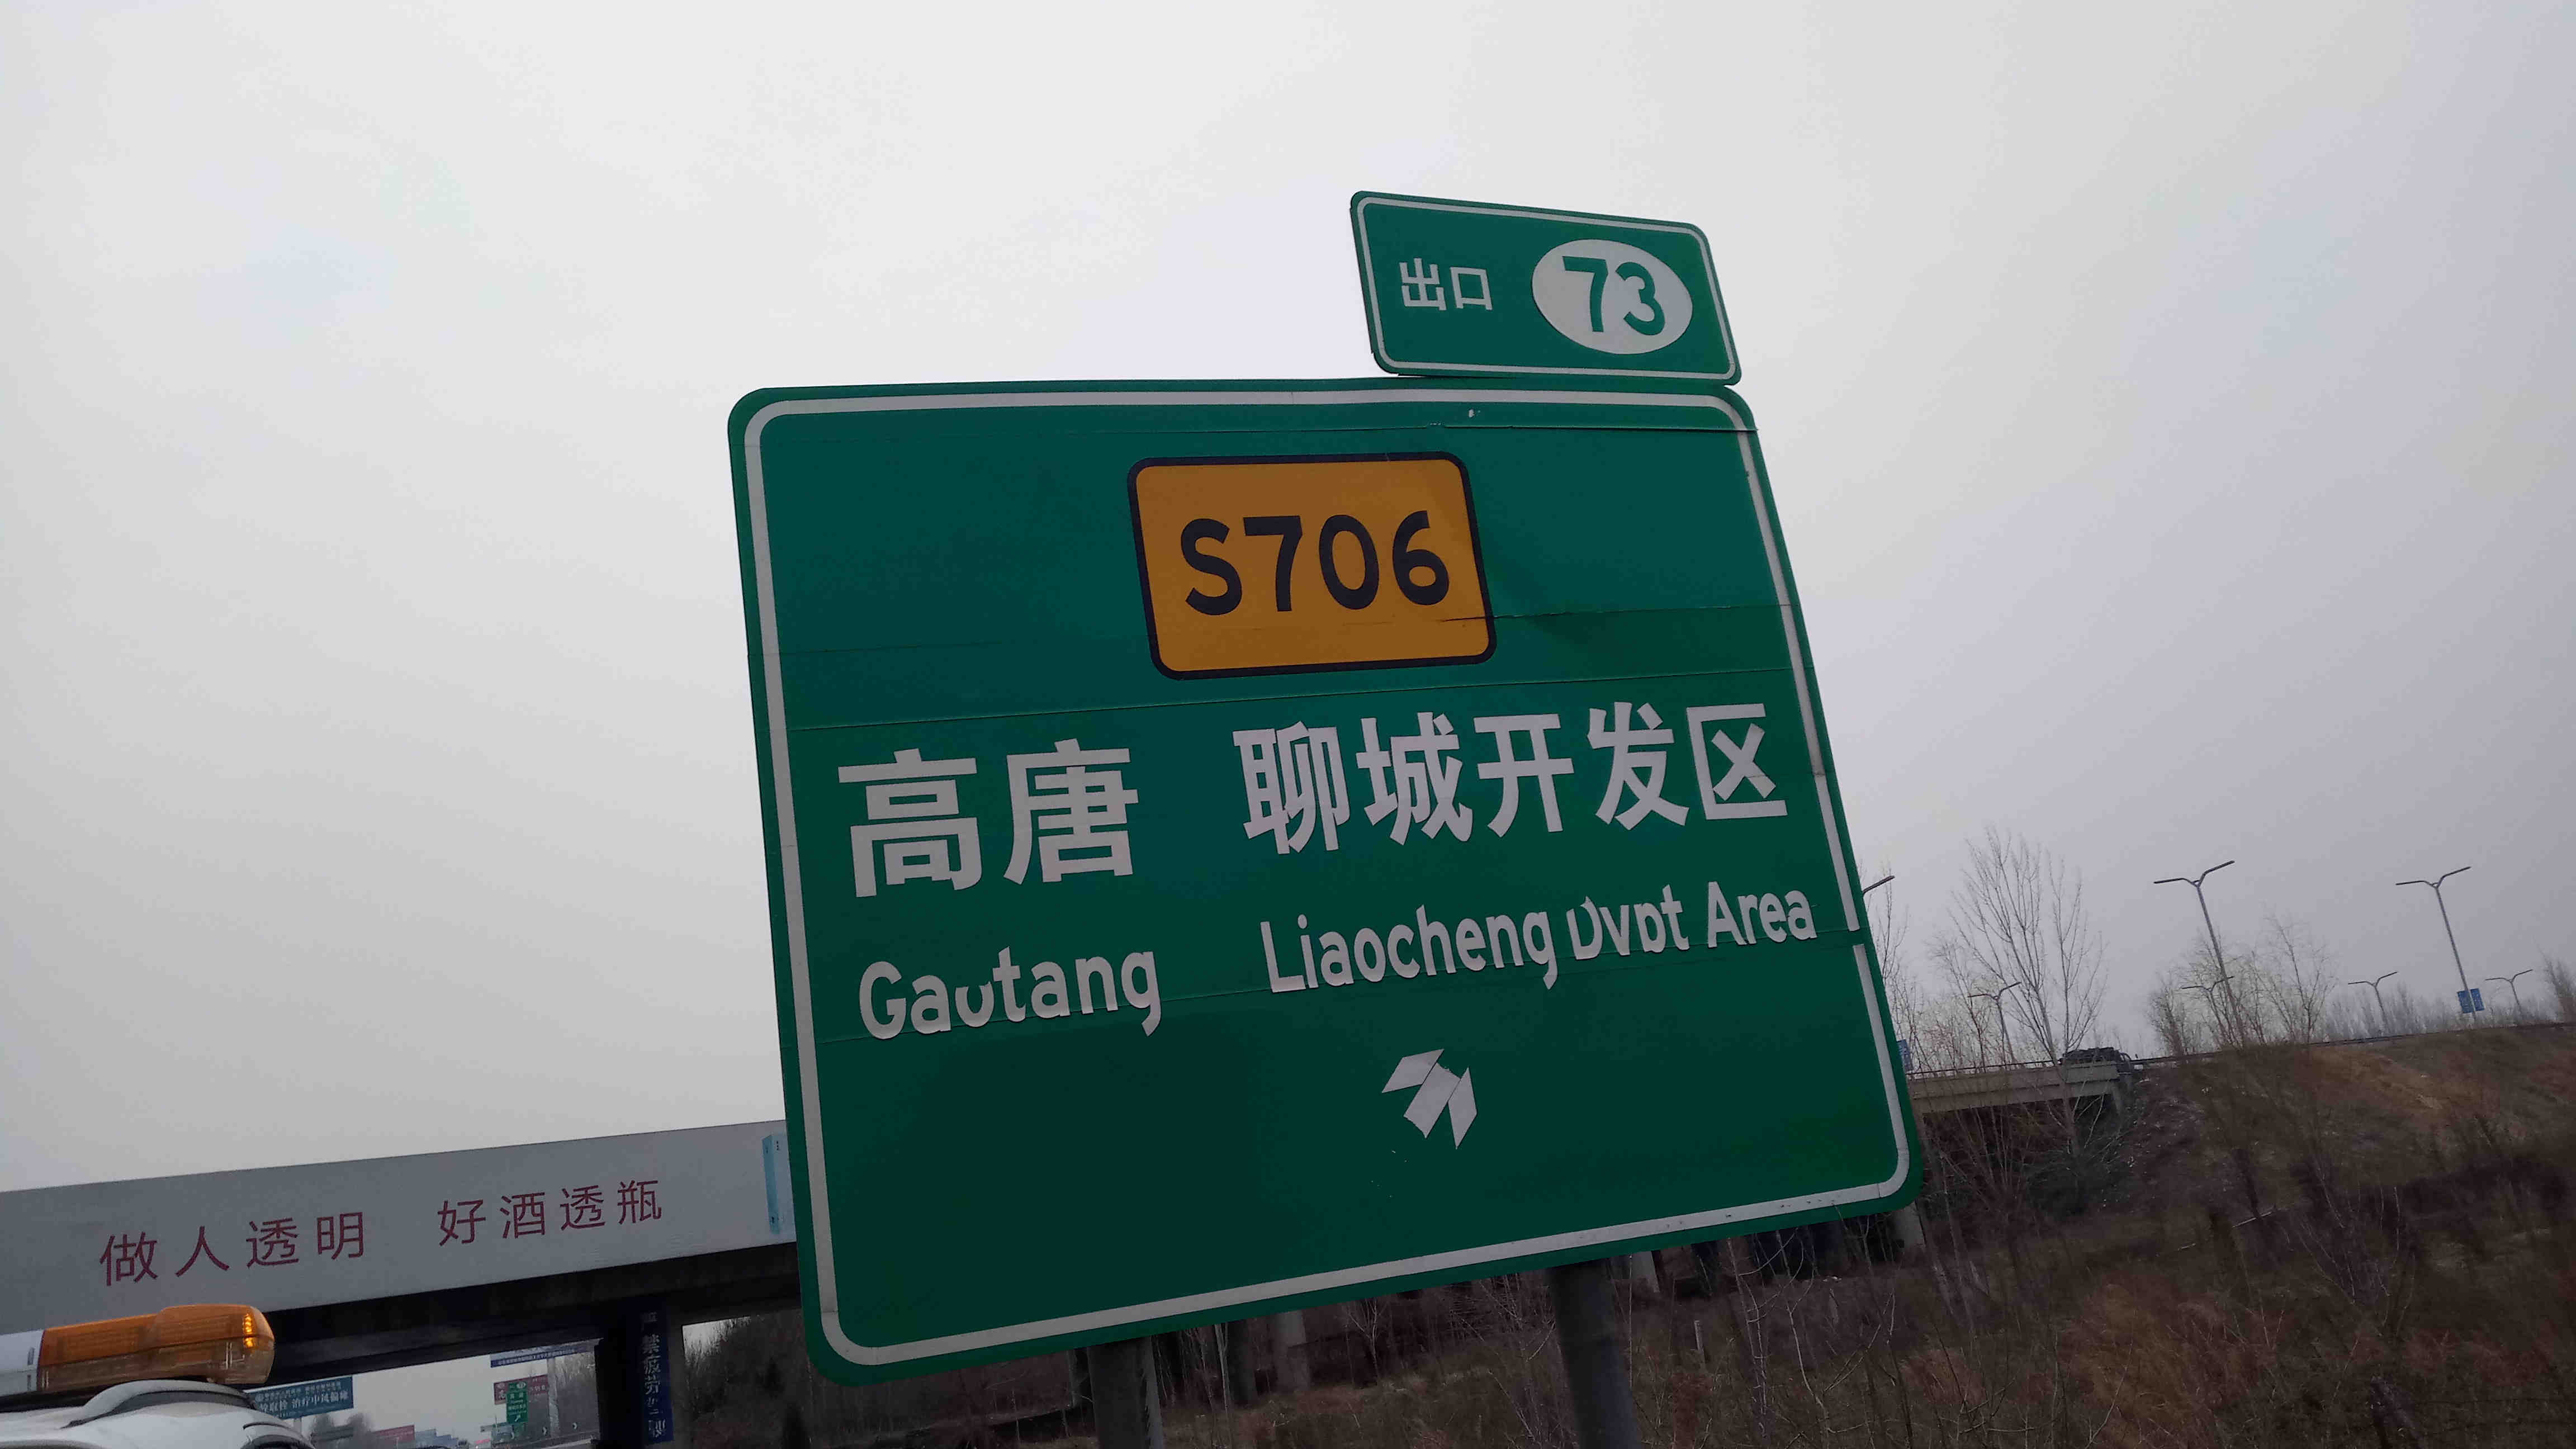 出口 73
S706
高唐 聊城开发区
Gaotang Liaocheng Dvpt Area
做人透明 好酒透瓶